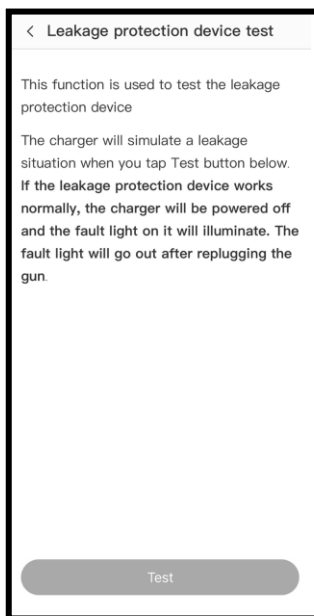 Leakage protection device test
This function is used to test the leakage
protection device
The charger will simulate a leakage
situation when you tap Test button below.
If the leakage protection device works
normally, the charger will be powered off
and the fault light on it will illuminate. The
fault light will go out after replugging the
gun.
Test